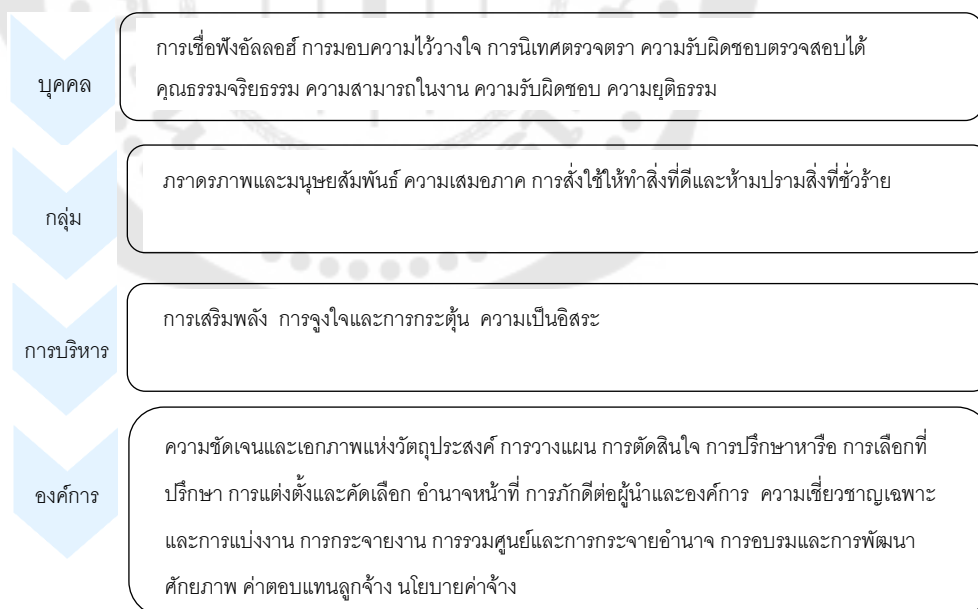 บุคคล
การเชื่อฟังอัลลอฮ์ การมอบความไว้วางใจ การนิเทศตรวจตรา ความรับผิดชอบตรวจสอบได้
คุณธรรมจริยธรรม ความสามารถในงาน ความรับผิดชอบ ความยุติธรรม
กลุ่ม
ภราดรภาพและมนุษยสัมพันธ์ ความเสมอภาค การสั่งใช้ให้ทำสิ่งที่ดีและห้ามปรามสิ่งที่ชั่วร้าย
การบริหาร
การเสริมพลัง การจูงใจและการกระตุ้น ความเป็นอิสระ
องค์การ
ความชัดเจนและเอกภาพแห่งวัตถุประสงค์ การวางแผน การตัดสินใจ การปรึกษาหารือ การเลือกที่
ปรึกษา การแต่งตั้งและคัดเลือก อำนาจหน้าที่ การภักดีต่อผู้นำและองค์การ ความเชี่ยวชาญเฉพาะ
และการแบ่งงาน การกระจายงาน การรวมศูนย์และการกระจายอำนาจ การอบรมและการพัฒนา
ศักยภาพ ค่าตอบแทนลูกจ้าง นโยบายค่าจ้าง